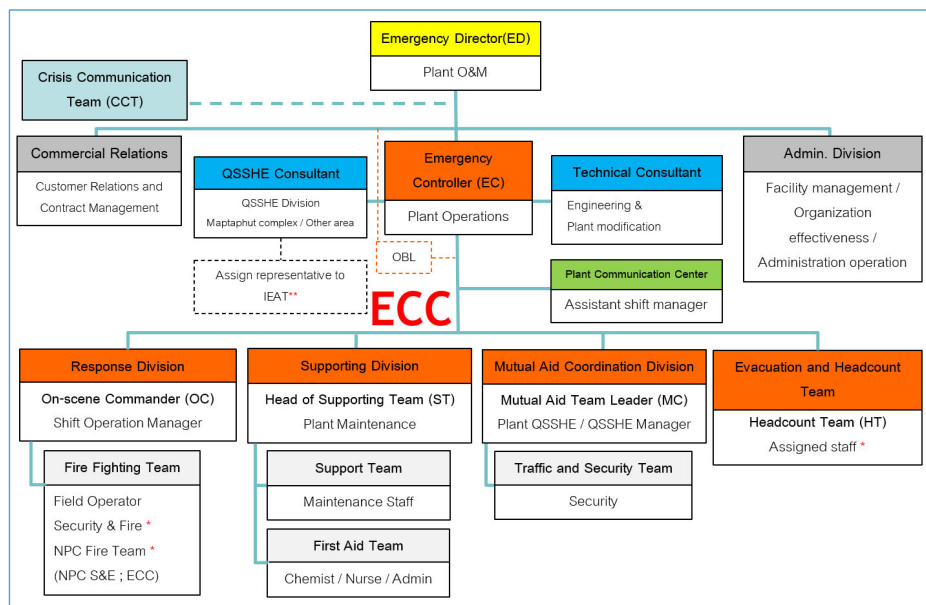 Emergency Director(ED)
Plant O&M
Crisis Communication
Team (CCT)
Commercial Relations
Customer Relations and
Contract Management
QSSHE Consultant
QSSHE Division
Maptaphut complex / Other area
Assign representative to
IEAT**
Emergency
Controller (EC)
Plant Operations
OBL
Technical Consultant
Engineering &
Plant modification
Admin. Division
Facility management /
Organization
effectiveness /
Administration operation
Plant Communication Center
Assistant shift manager
ECC
Response Division
On-scene Commander (OC)
Shift Operation Manager
Fire Fighting Team
Field Operator
Security & Fire *
NPC Fire Team *
(NPC S&E ; ECC)
Supporting Division
Head of Supporting Team (ST)
Plant Maintenance
Support Team
Maintenance Staff
First Aid Team
Chemist / Nurse / Admin
Mutual Aid Coordination Division
Mutual Aid Team Leader (MC)
Plant QSSHE / QSSHE Manager
Traffic and Security Team
Security
Evacuation and Headcount
Team
Headcount Team (HT)
Assigned staff *